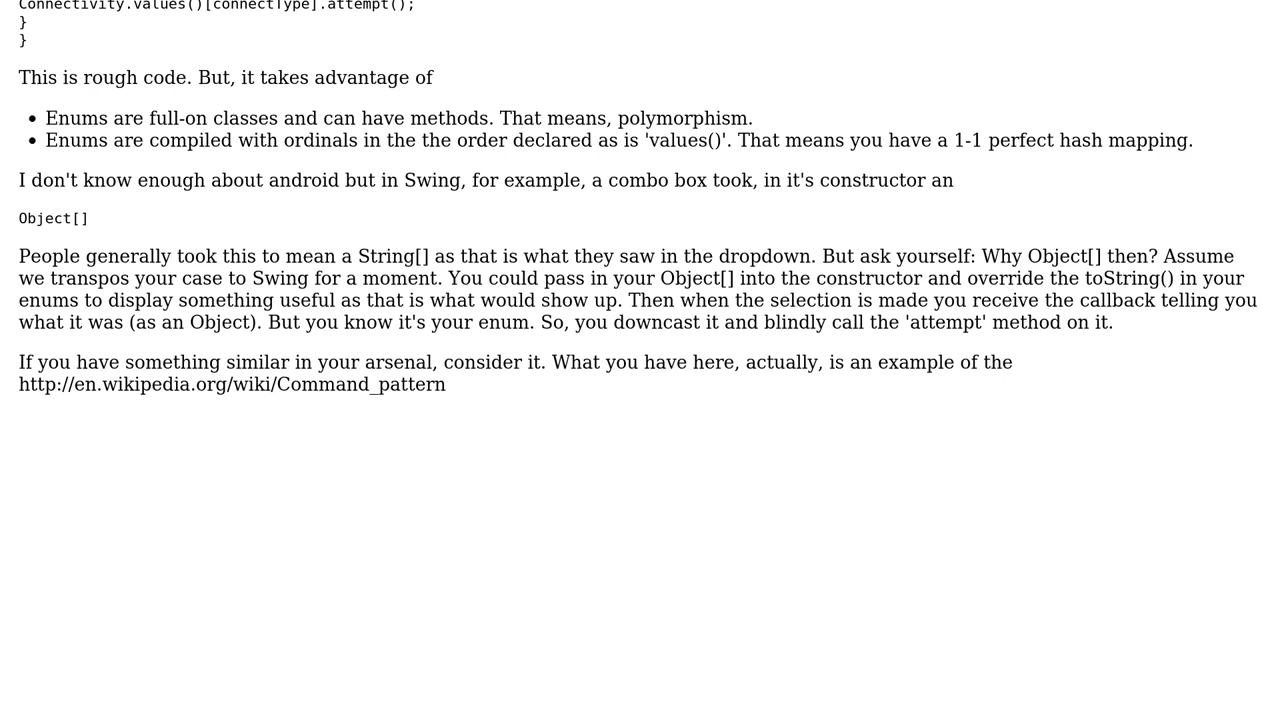 Connectivity.values()[connectType].attempt();
}
}
This is rough code. But, it takes advantage of
• Enums are full-on classes and can have methods. That means, polymorphism.
• Enums are compiled with ordinals in the the order declared as is 'values()'. That means you have a 1-1 perfect hash mapping.
I don't know enough about android but in Swing, for example, a combo box took, in it's constructor an
Object[]
People generally took this to mean a String[] as that is what they saw in the dropdown. But ask yourself: Why Object[] then? Assume
we transpos your case to Swing for a moment. You could pass in your Object[] into the constructor and override the toString() in your
enums to display something useful as that is what would show up. Then when the selection is made you receive the callback telling you
what it was (as an Object). But you know it's your enum. So, you downcast it and blindly call the 'attempt' method on it.
If you have something similar in your arsenal, consider it. What you have here, actually, is an example of the
http://en.wikipedia.org/wiki/Command_pattern